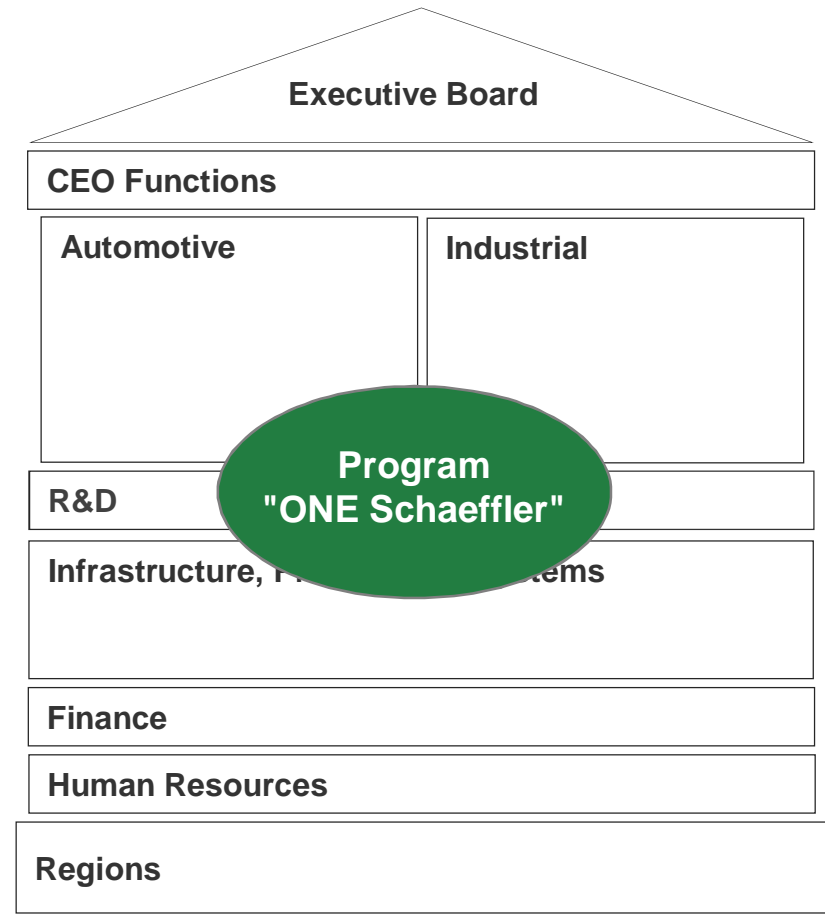 Executive Board
CEO Functions
Automotive
Industrial
Program
"ONE Schaeffler"
R&D
Infrastructure,
Finance
Human Resources
Regions